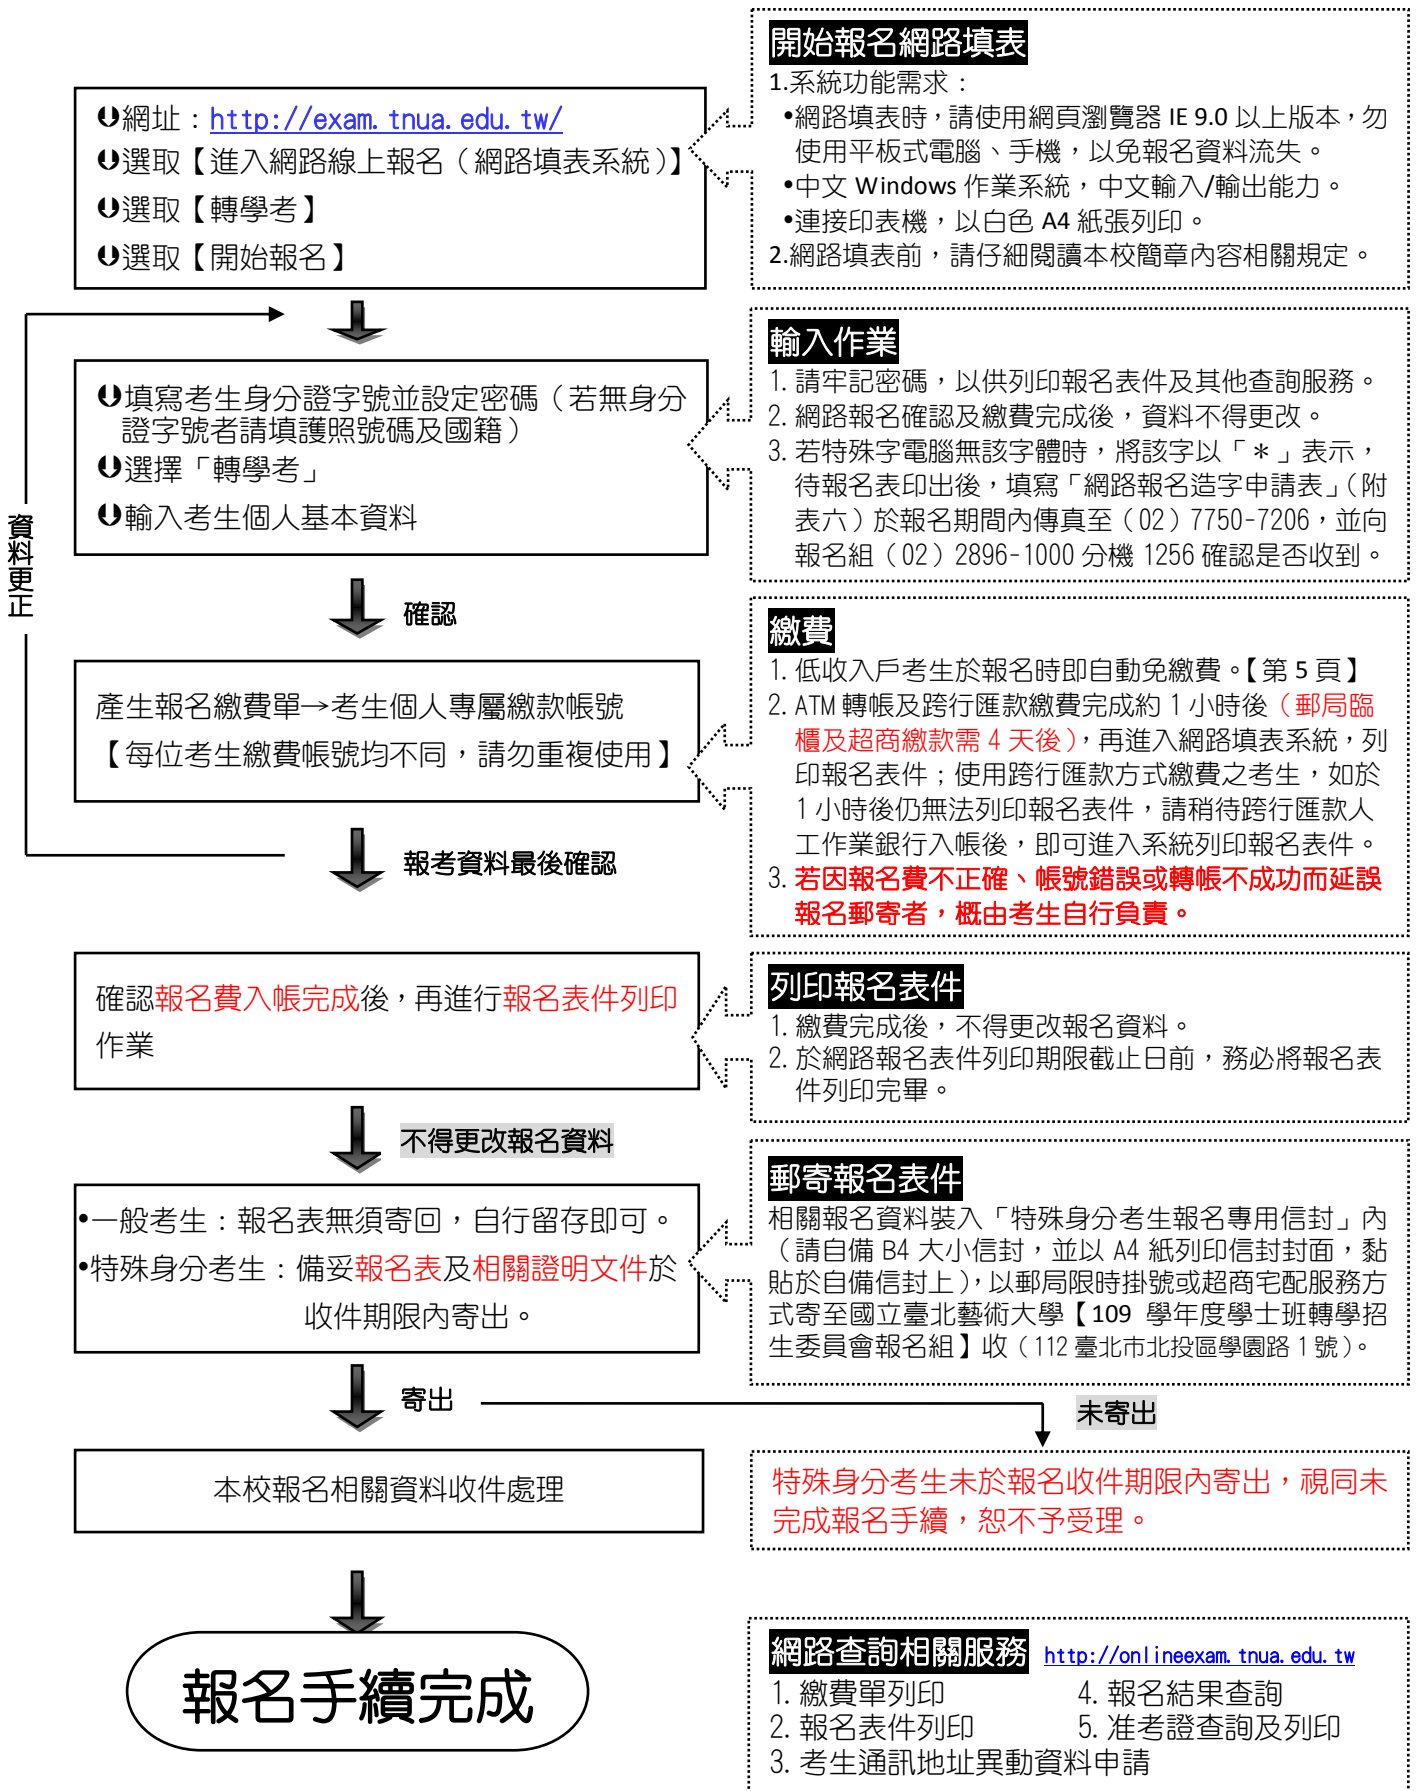 開始報名網路填表
1.系統功能需求：
•網路填表時，請使用網頁瀏覽器 IE 9.0 以上版本，勿
使用平板式電腦、手機，以免報名資料流失。
•中文 Windows 作業系統，中文輸入/輸出能力。
•連接印表機，以白色 A4 紙張列印。
2.網路填表前，請仔細閱讀本校簡章內容相關規定。
網址：http://exam.tnua.edu.tw/
選取【進入網路線上報名（網路填表系統）】
選取【轉學考】
選取【開始報名】
輸入作業
1. 請牢記密碼，以供列印報名表件及其他查詢服務。
2. 網路報名確認及繳費完成後，資料不得更改。
3. 若特殊字電腦無該字體時，將該字以「＊」表示，
待報名表印出後，填寫「網路報名造字申請表」（附
表六）於報名期間內傳真至（02）7750-7206，並向
報名組（02）2896-1000 分機 1256 確認是否收到。
填寫考生身分證字號並設定密碼（若無身分
證字號者請填護照號碼及國籍）
選擇「轉學考」
輸入考生個人基本資料
資料更正
確認
繳費
1. 低收入戶考生於報名時即自動免繳費。【第 5 頁】
2. ATM 轉帳及跨行匯款繳費完成約 1 小時後（郵局臨
櫃及超商繳款需 4 天後），再進入網路填表系統，列
印報名表件；使用跨行匯款方式繳費之考生，如於
1 小時後仍無法列印報名表件，請稍待跨行匯款人
工作業銀行入帳後，即可進入系統列印報名表件。
3. 若因報名費不正確、帳號錯誤或轉帳不成功而延誤
報名郵寄者，概由考生自行負責。
產生報名繳費單→考生個人專屬繳款帳號
【每位考生繳費帳號均不同，請勿重複使用】
報考資料最後確認
列印報名表件
1. 繳費完成後，不得更改報名資料。
2. 於網路報名表件列印期限截止日前，務必將報名表
件列印完畢。
確認報名費入帳完成後，再進行報名表件列印
作業
不得更改報名資料
郵寄報名表件
相關報名資料裝入「特殊身分考生報名專用信封」內
（請自備 B4 大小信封，並以 A4 紙列印信封封面，黏
貼於自備信封上），以郵局限時掛號或超商宅配服務方
式寄至國立臺北藝術大學【109 學年度學士班轉學招
生委員會報名組】收（112 臺北市北投區學園路 1 號）。
•一般考生：報名表無須寄回，自行留存即可。
•特殊身分考生：備妥報名表及相關證明文件於
收件期限內寄出。
寄出
未寄出
本校報名相關資料收件處理
特殊身分考生未於報名收件期限內寄出，視同未
完成報名手續，恕不予受理。
報名手續完成
網路查詢相關服務 http://onlineexam.tnua.edu.tw
1. 繳費單列印 4. 報名結果查詢
2. 報名表件列印 5. 准考證查詢及列印
3. 考生通訊地址異動資料申請